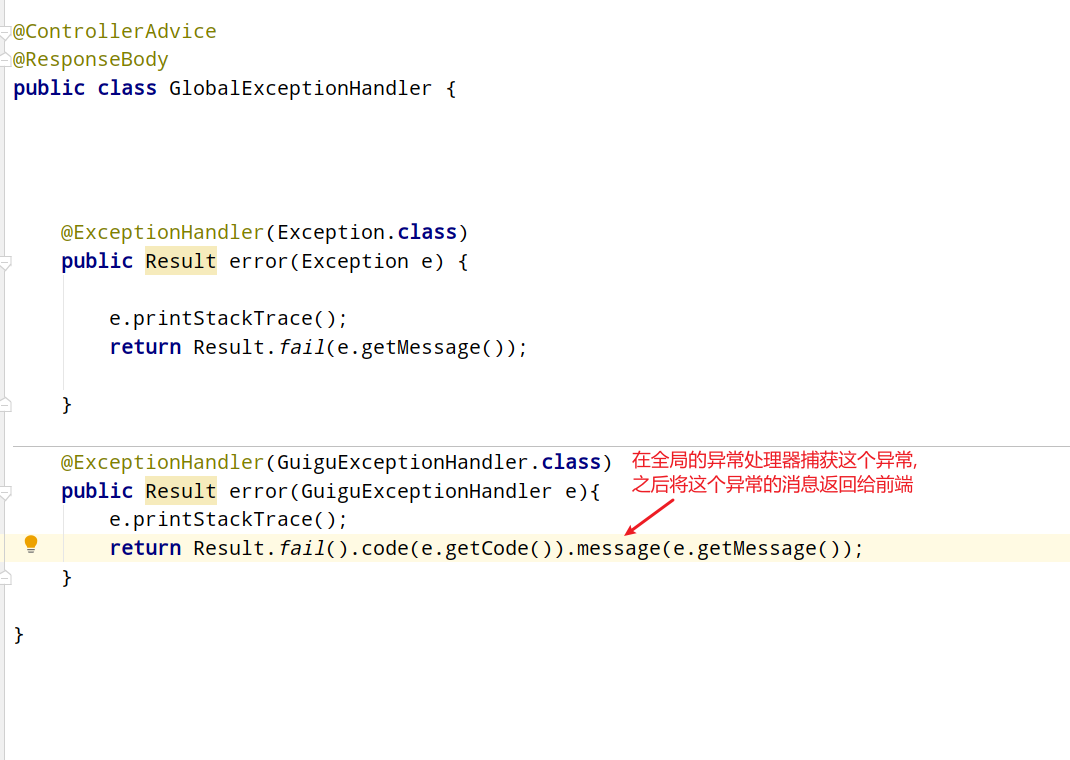 @ControllerAdvice
@ResponseBody
public class GlobalExceptionHandler {
@ExceptionHandler(Exception.class)
public Result error(Exception e) {
e.printStackTrace();
return Result.fail(e.getMessage());
}
@ExceptionHandler(GuiguExceptionHandler.class)
在全局的异常处理器捕获这个异常,
之后将这个异常的消息返回给前端
public Result error(GuiguExceptionHandler e){
e.printStackTrace();
return Result.fail().code(e.getCode()).message(e.getMessage());
}
}